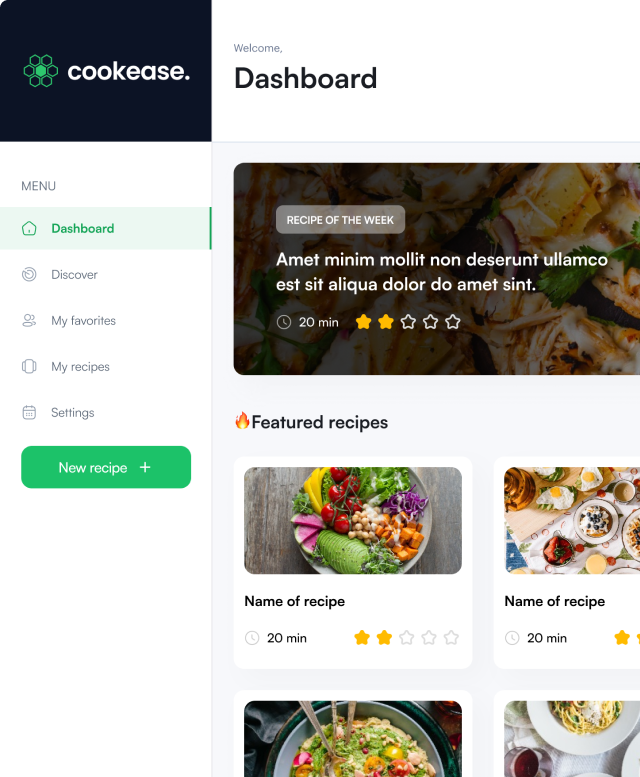 cookease.
Welcome,
Dashboard
MENU
Dashboard
Discover
My favorites
My recipes
Settings
New recipe +
RECIPE OF THE WEEK
Amet minim mollit non deserunt ullamco
est sit aliqua dolor do amet sint.
20 min
🔥Featured recipes
Name of recipe
20 min
Name of recipe
20 min